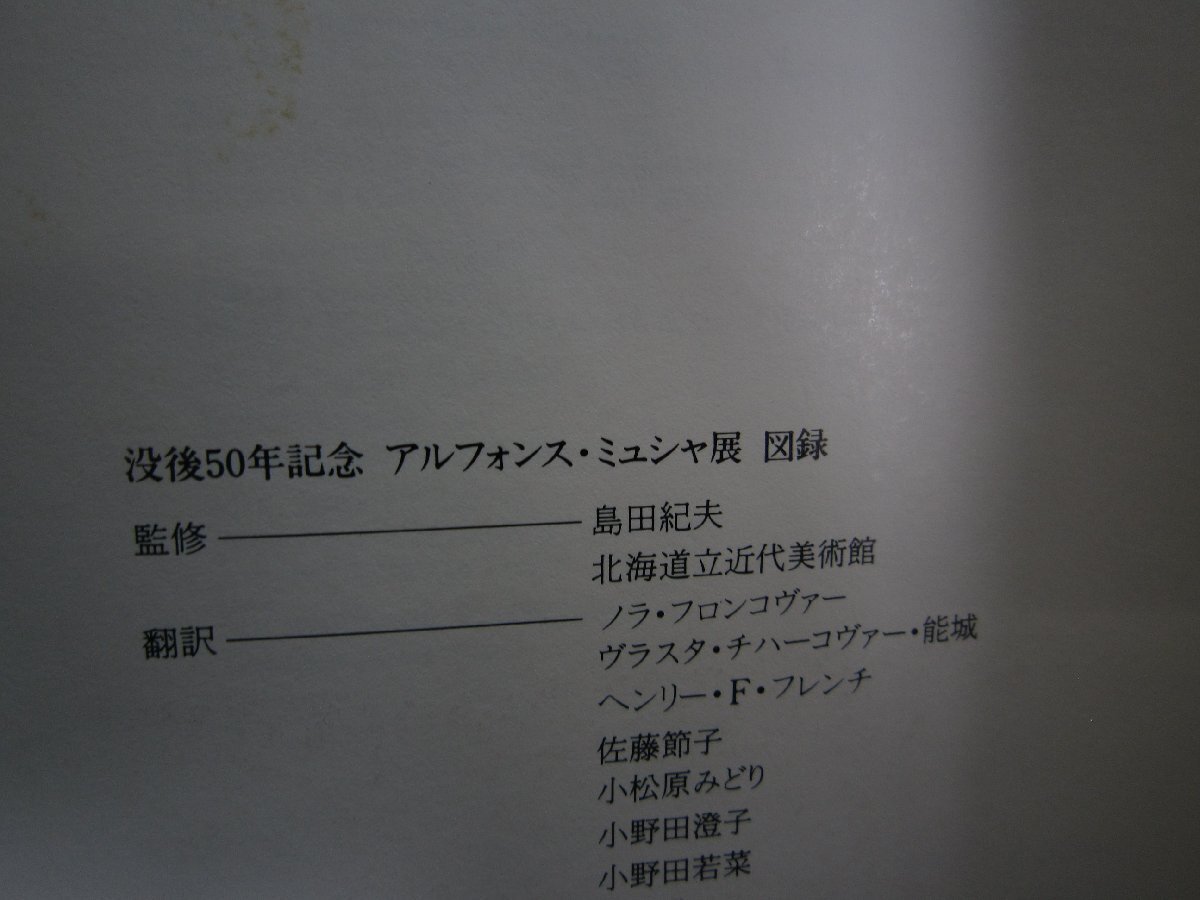 没後50年記念 アルフォンス・ミュシャ展 図録
監修 ── 島田紀夫
北海道立近代美術館
翻訳 ── ノラ・フロンコヴァー
ヴラスタ・チハーコヴァー・能城
ヘンリー・F・フレンチ
佐藤節子
小松原みどり
小野田澄子
小野田若菜